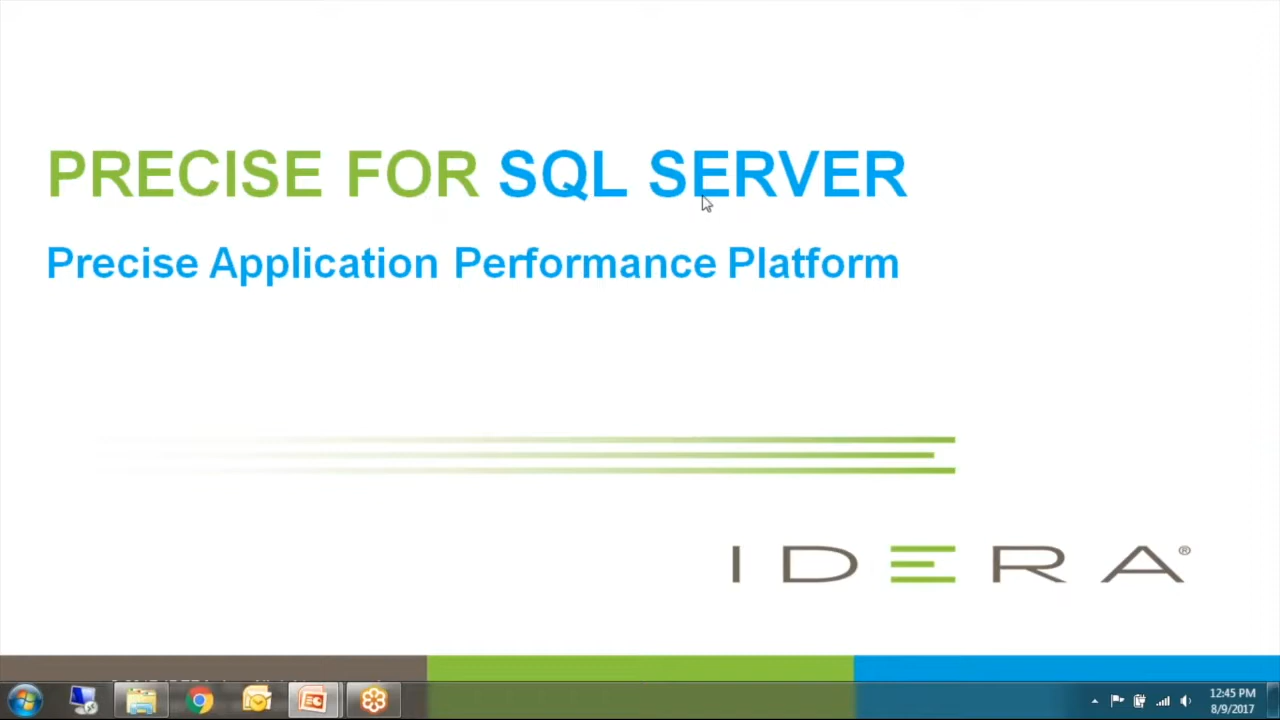 PRECISE FOR SQL SERVER
Precise Application Performance Platform
IDERA®
12:45 PM
8/9/2017